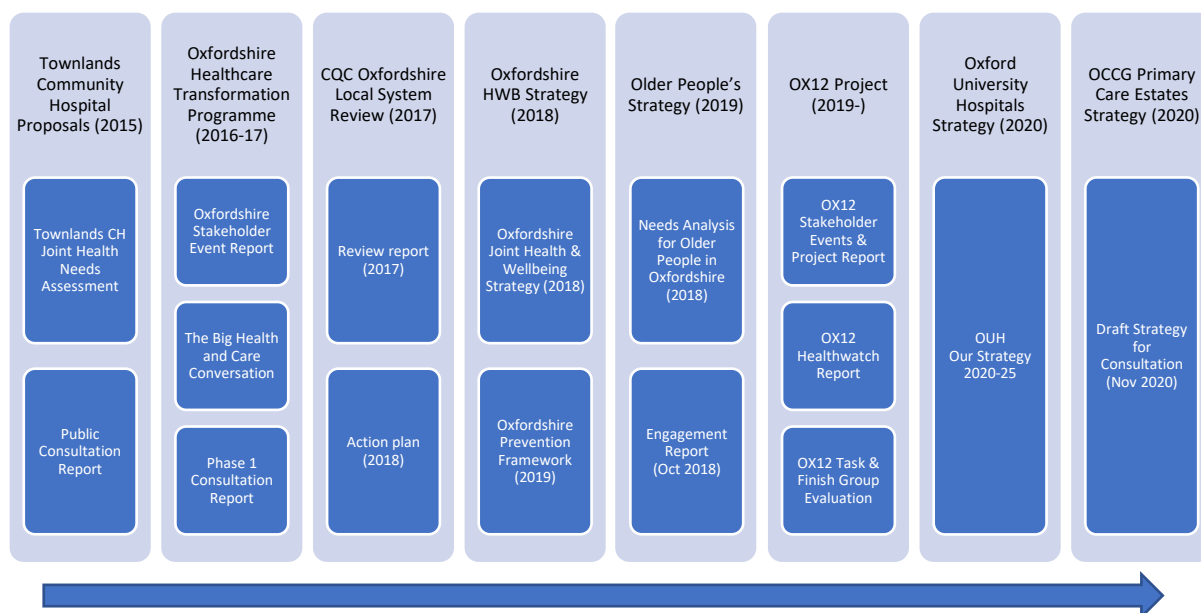 Townlands
Community
Hospital
Proposals (2015)
Townlands CH
Joint Health
Needs
Assessment
Public
Consultation
Report
Oxfordshire
Healthcare
Transformation
Programme
(2016-17)
Oxfordshire
Stakeholder
Event Report
The Big Health
and Care
Conversation
Phase 1
Consultation
Report
CQC Oxfordshire
Local System
Review (2017)
Review report
(2017)
Action plan
(2018)
Oxfordshire
HWB Strategy
(2018)
Oxfordshire
Joint Health &
Wellbeing
Strategy (2018)
Oxfordshire
Prevention
Framework
(2019)
Older People’s
Strategy (2019)
Needs Analysis
for Older
People in
Oxfordshire
(2018)
Engagement
Report
(Oct 2018)
OX12 Project
(2019-)
OX12
Stakeholder
Events &
Project Report
OX12
Healthwatch
Report
OX12 Task &
Finish Group
Evaluation
Oxford
University
Hospitals
Strategy (2020)
OUH
Our Strategy
2020-25
OCCG Primary
Care Estates
Strategy (2020)
Draft Strategy
for
Consultation
(Nov 2020)